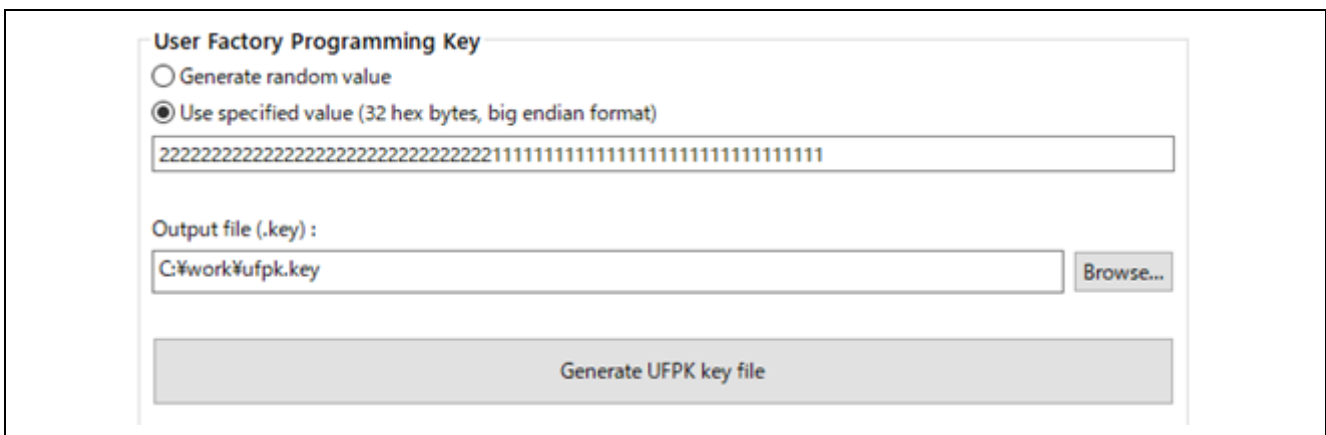 User Factory Programming Key
Generate random value
Use specified value (32 hex bytes, big endian format)
2222222222222222222222222222222211111111111111111111111111111111
Output file (.key) :
C:¥work¥ufpk.key
Browse...
Generate UFPK key file